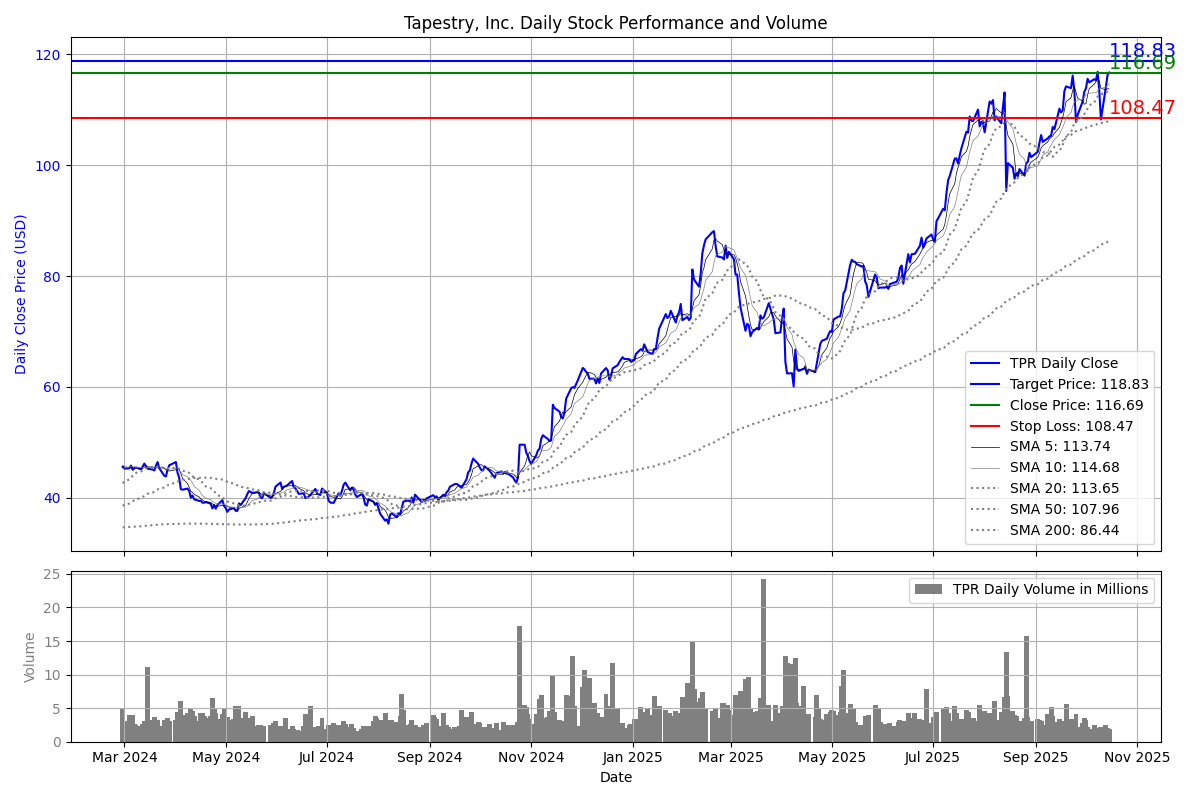 Tapestry, Inc. Daily Stock Performance and Volume
118.83
116.69
108.47
120
100
80
60
40
Daily Close Price (USD)
TPR Daily Close
Target Price: 118.83
Close Price: 116.69
Stop Loss: 108.47
SMA 5: 113.74
SMA 10: 114.68
SMA 20: 113.65
SMA 50: 107.96
SMA 200: 86.44
25
20
15
10
5
0
Volume
TPR Daily Volume in Millions
Mar 2024 May 2024 Jul 2024 Sep 2024 Nov 2024 Jan 2025 Mar 2025 May 2025 Jul 2025 Sep 2025 Nov 2025
Date